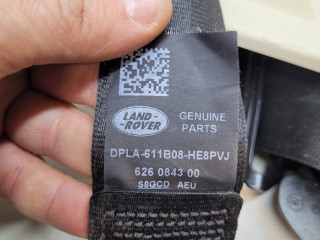 LAND-
ROVER
GENUINE
PARTS
DPLA-611B08-HE8PVJ
626 0843 00
S8GCD AEU